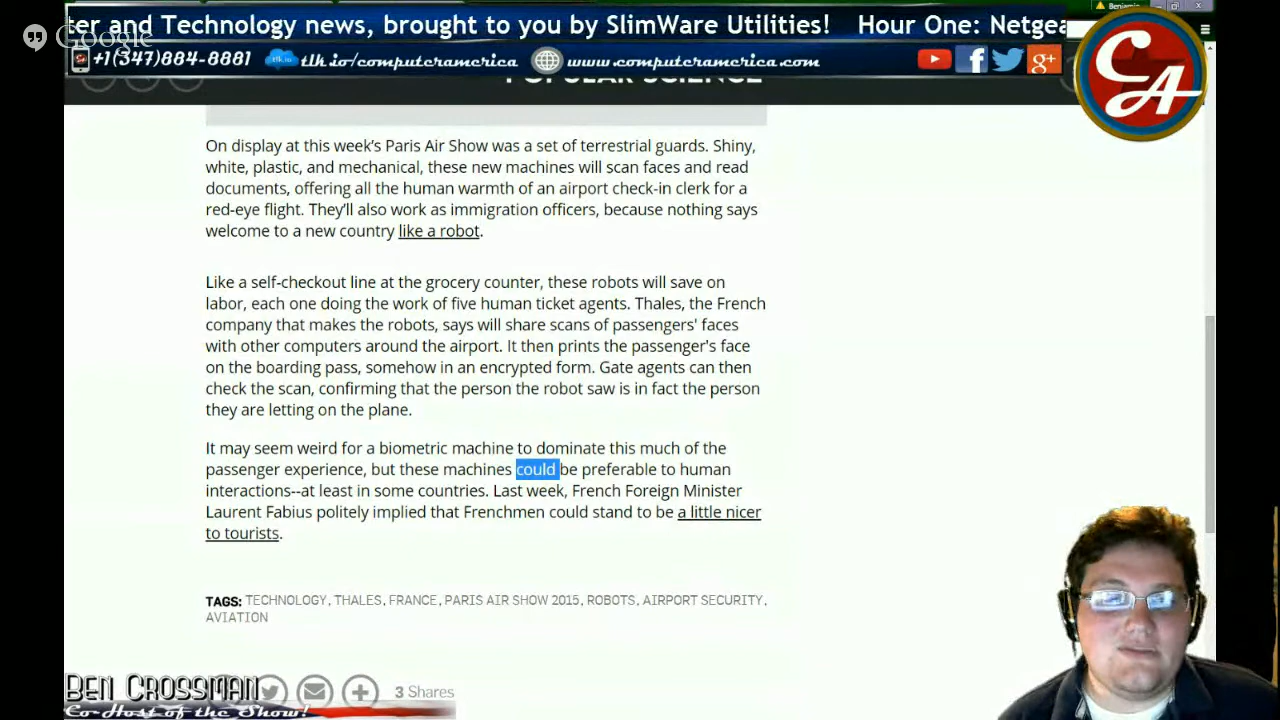 ter and Technology news, brought to you by SlimWare Utilities!   Hour One: Netgea
Benjamin
Google
+1(347)884-8881 tlk.io/computeramerica www.computeramerica.com
CA
POPULAR SCIENCE
On display at this week's Paris Air Show was a set of terrestrial guards. Shiny,
white, plastic, and mechanical, these new machines will scan faces and read
documents, offering all the human warmth of an airport check-in clerk for a
red-eye flight. They'll also work as immigration officers, because nothing says
welcome to a new country like a robot.
Like a self-checkout line at the grocery counter, these robots will save on
labor, each one doing the work of five human ticket agents. Thales, the French
company that makes the robots, says will share scans of passengers' faces
with other computers around the airport. It then prints the passenger's face
on the boarding pass, somehow in an encrypted form. Gate agents can then
check the scan, confirming that the person the robot saw is in fact the person
they are letting on the plane.
It may seem weird for a biometric machine to dominate this much of the
passenger experience, but these machines could be preferable to human
interactions--at least in some countries. Last week, French Foreign Minister
Laurent Fabius politely implied that Frenchmen could stand to be a little nicer
to tourists.
TAGS: TECHNOLOGY, THALES, FRANCE, PARIS AIR SHOW 2015, ROBOTS, AIRPORT SECURITY,
AVIATION
3 Shares
Ben Crossman
Co-Host of the Show!